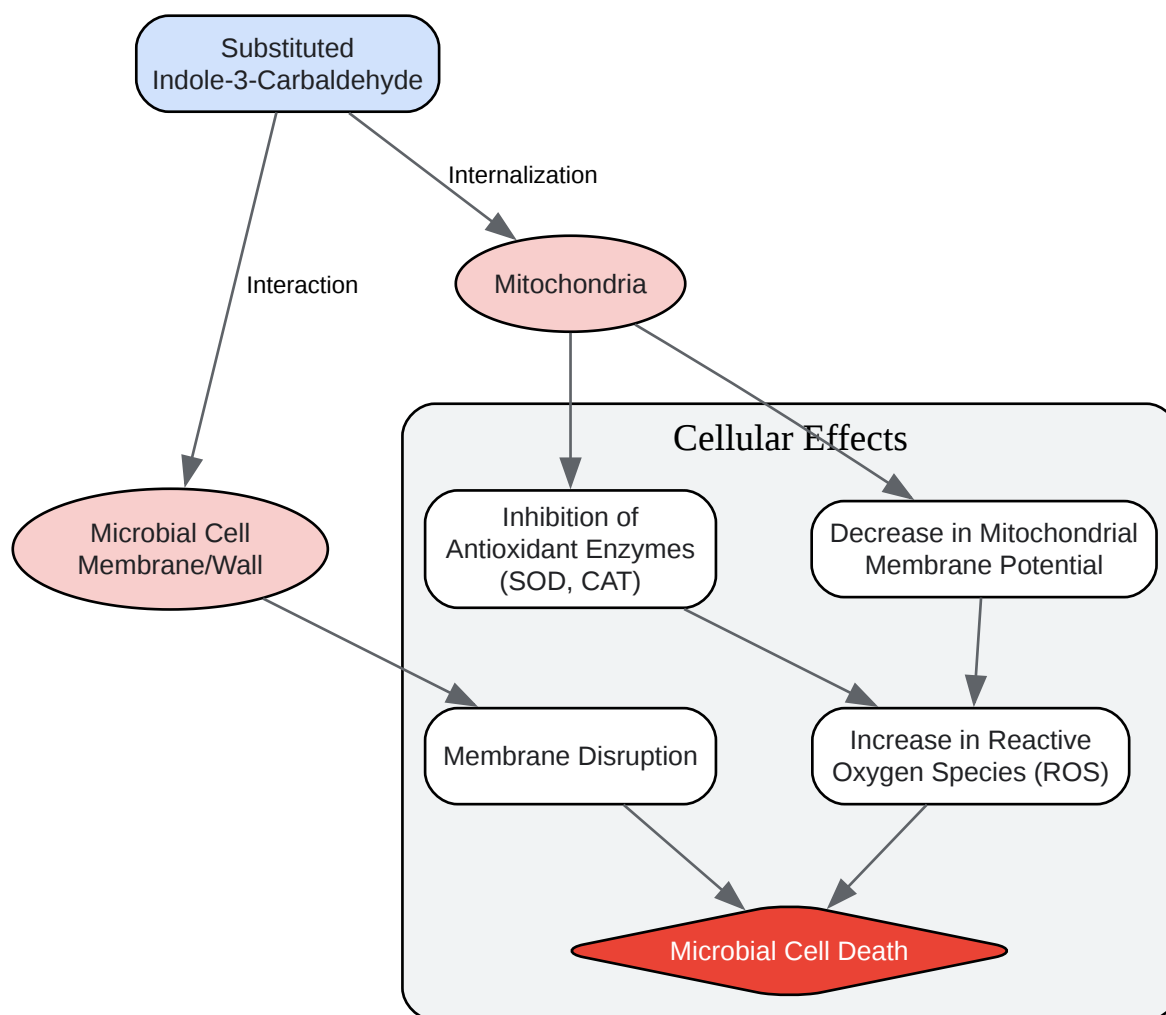 Substituted
Indole-3-Carbaldehyde
Internalization
Interaction
Mitochondria
Cellular Effects
Microbial Cell
Membrane/Wall
Inhibition of
Antioxidant Enzymes
(SOD, CAT)
Decrease in Mitochondrial
Membrane Potential
Membrane Disruption
Increase in Reactive
Oxygen Species (ROS)
Microbial Cell Death